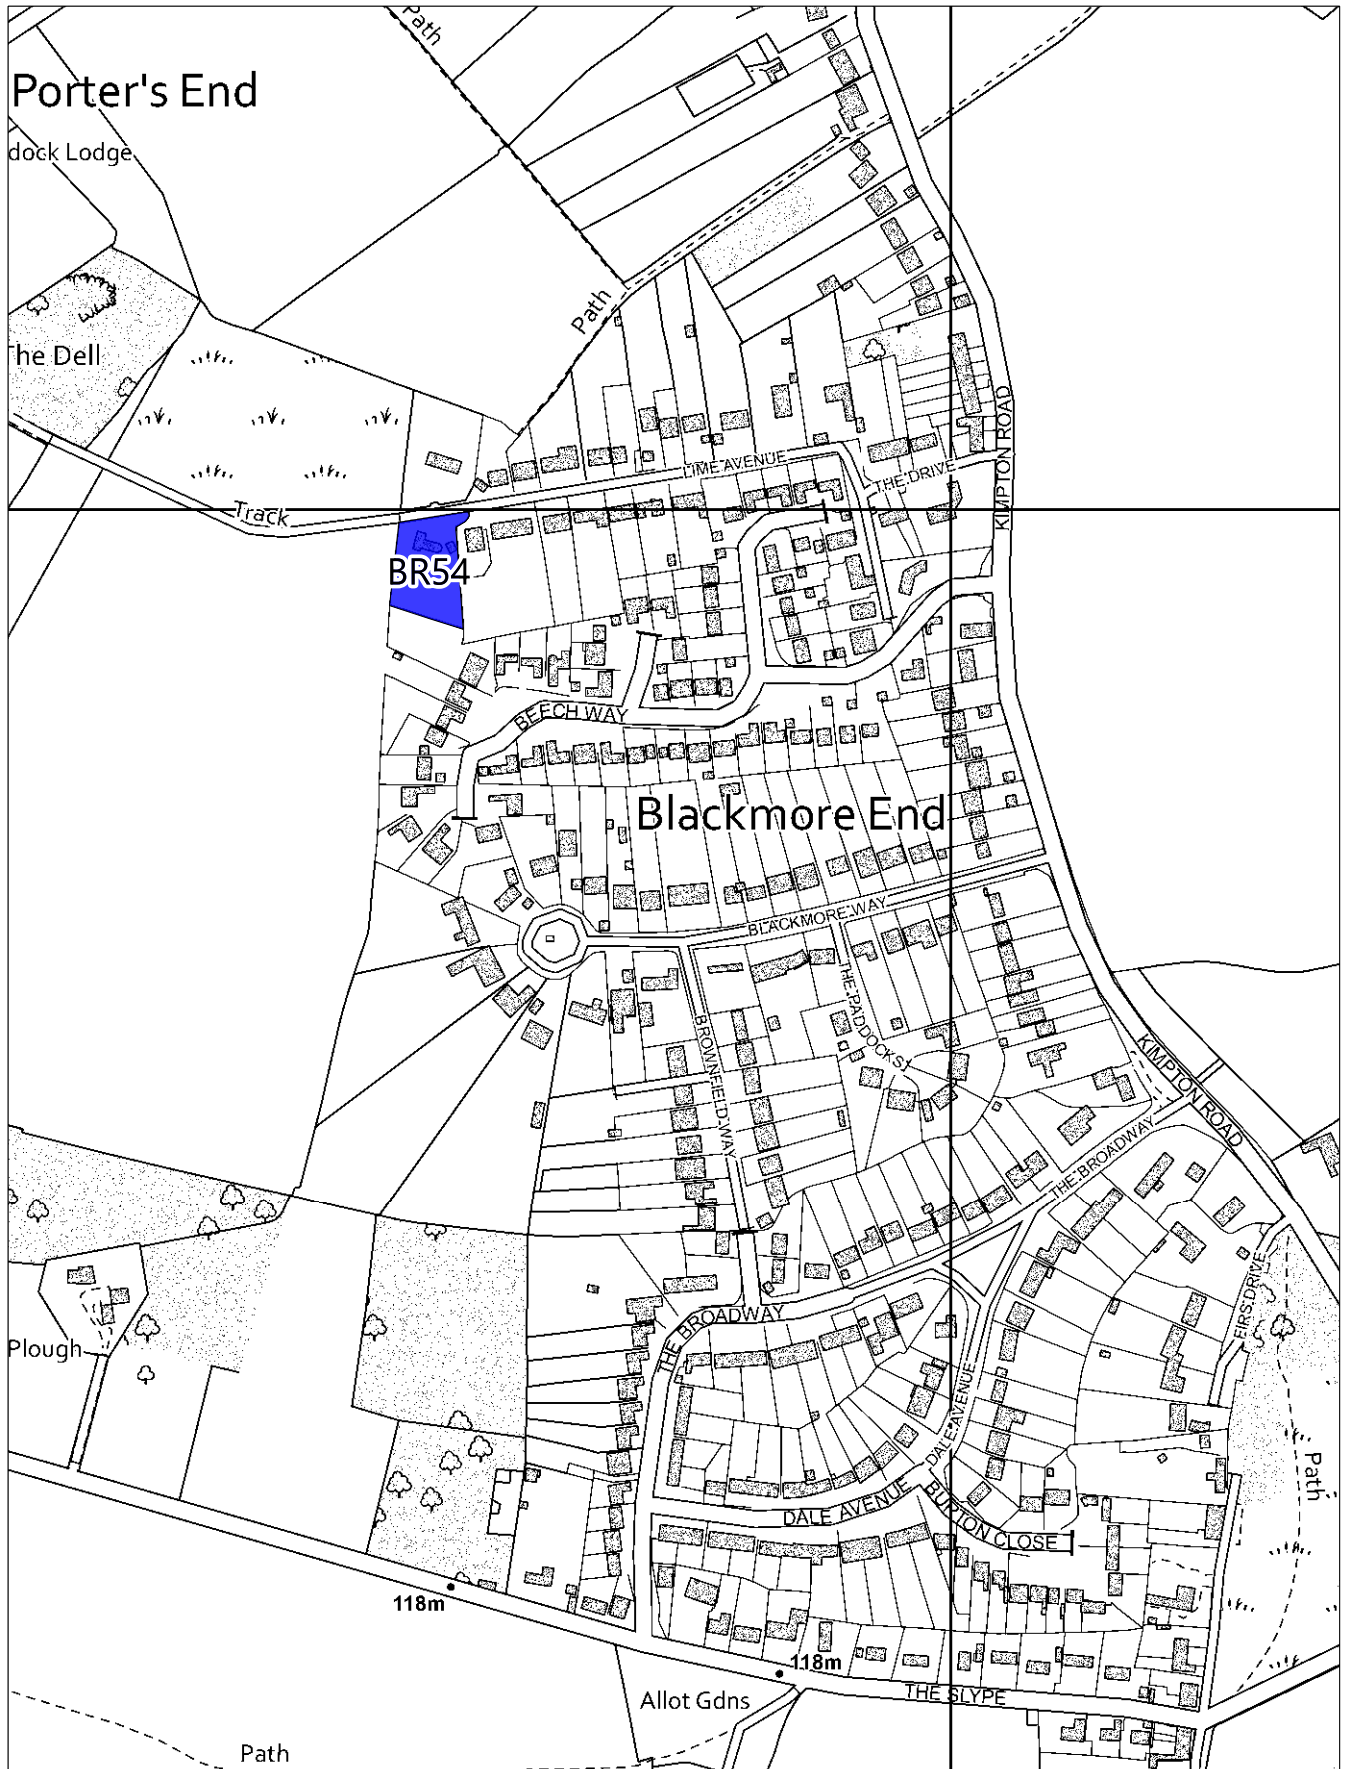 Path
Porter's End
dock Lodge
Path
The Dell
KIMPTON ROAD
LIME AVENUE
THE DRIVE
Track
BR54
BEECH WAY
Blackmore End
BLACKMORE WAY
THE PADDOCKS
BROWNFIELD WAY
KIMPTON ROAD
THE BROADWAY
FIRS DRIVE
THE BROADWAY
Plough
DALE AVENUE
Path
DALE AVENUE
BURTON CLOSE
118m
118m
Allot Gdns
THE SLYPE
Path